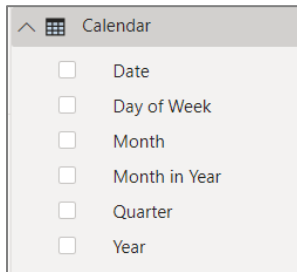 Calendar
Date
Day of Week
Month
Month in Year
Quarter
Year